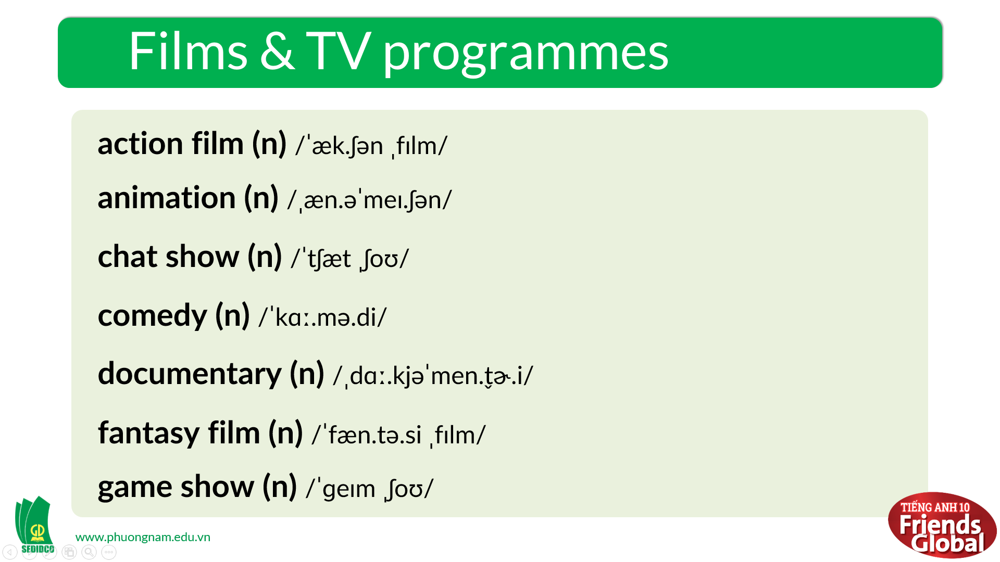 Films & TV programmes
action film (n) /ˈæk.ʃən ˌfɪlm/
animation (n) /ˌæn.əˈmeɪ.ʃən/
chat show (n) /ˈtʃæt ˌʃoʊ/
comedy (n) /ˈkɑː.mə.di/
documentary (n) /ˌdɑː.kjəˈmen.t̬ɚ.i/
fantasy film (n) /ˈfæn.tə.si ˌfɪlm/
game show (n) /ˈɡeɪm ˌʃoʊ/
GD
SEDIDCO
www.phuongnam.edu.vn
TIẾNG ANH 10
Friends
Global